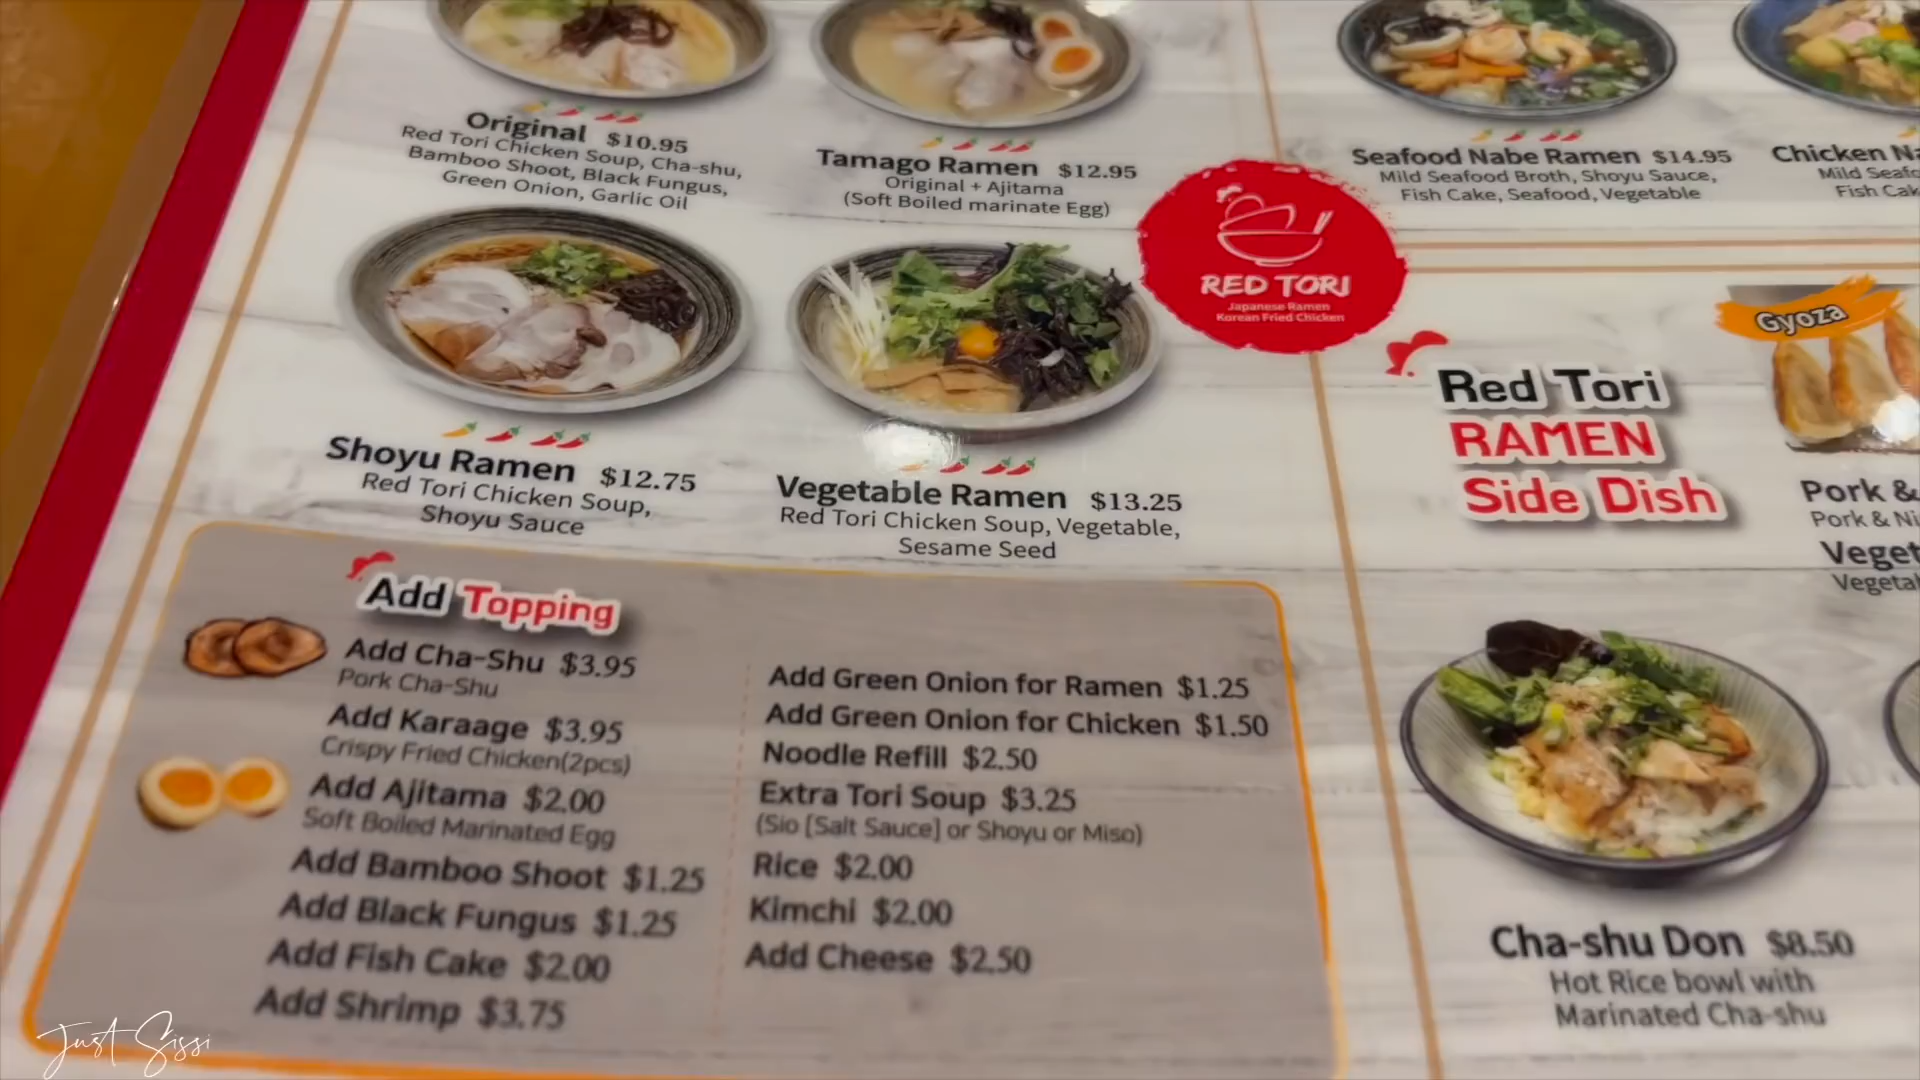 Original $10.95
Red Tori Chicken Soup, Cha-shu,
Bamboo Shoot, Black Fungus,
Green Onion, Garlic Oil
Tamago Ramen $12.95
Original + Ajitama
(Soft Boiled marinate Egg)
Seafood Nabe Ramen $14.95
Mild Seafood Broth, Shoyu Sauce,
Fish Cake, Seafood, Vegetable
Chicken
Mild
Fish
RED TORI
Japanese Ramen
Korean Fried Chicken
Shoyu Ramen $12.75
Red Tori Chicken Soup,
Shoyu Sauce
Vegetable Ramen $13.25
Red Tori Chicken Soup, Vegetable,
Sesame Seed
Red Tori
RAMEN
Side Dish
Gyoza
Pork &
Pork &
Add Topping
Add Cha-Shu $3.95
Pork Cha-Shu
Add Karaage $3.95
Crispy Fried Chicken(2pcs)
Add Ajitama $2.00
Soft Boiled Marinated Egg
Add Bamboo Shoot $1.25
Add Black Fungus $1.25
Add Fish Cake $2.00
Add Shrimp $3.75
Add Green Onion for Ramen $1.25
Add Green Onion for Chicken $1.50
Noodle Refill $2.50
Extra Tori Soup $3.25
(Sio [Salt Sauce] or Shoyu or Miso)
Rice $2.00
Kimchi $2.00
Add Cheese $2.50
Cha-shu Don $8.50
Hot Rice bowl with
Marinated Cha-shu
Just Sissi